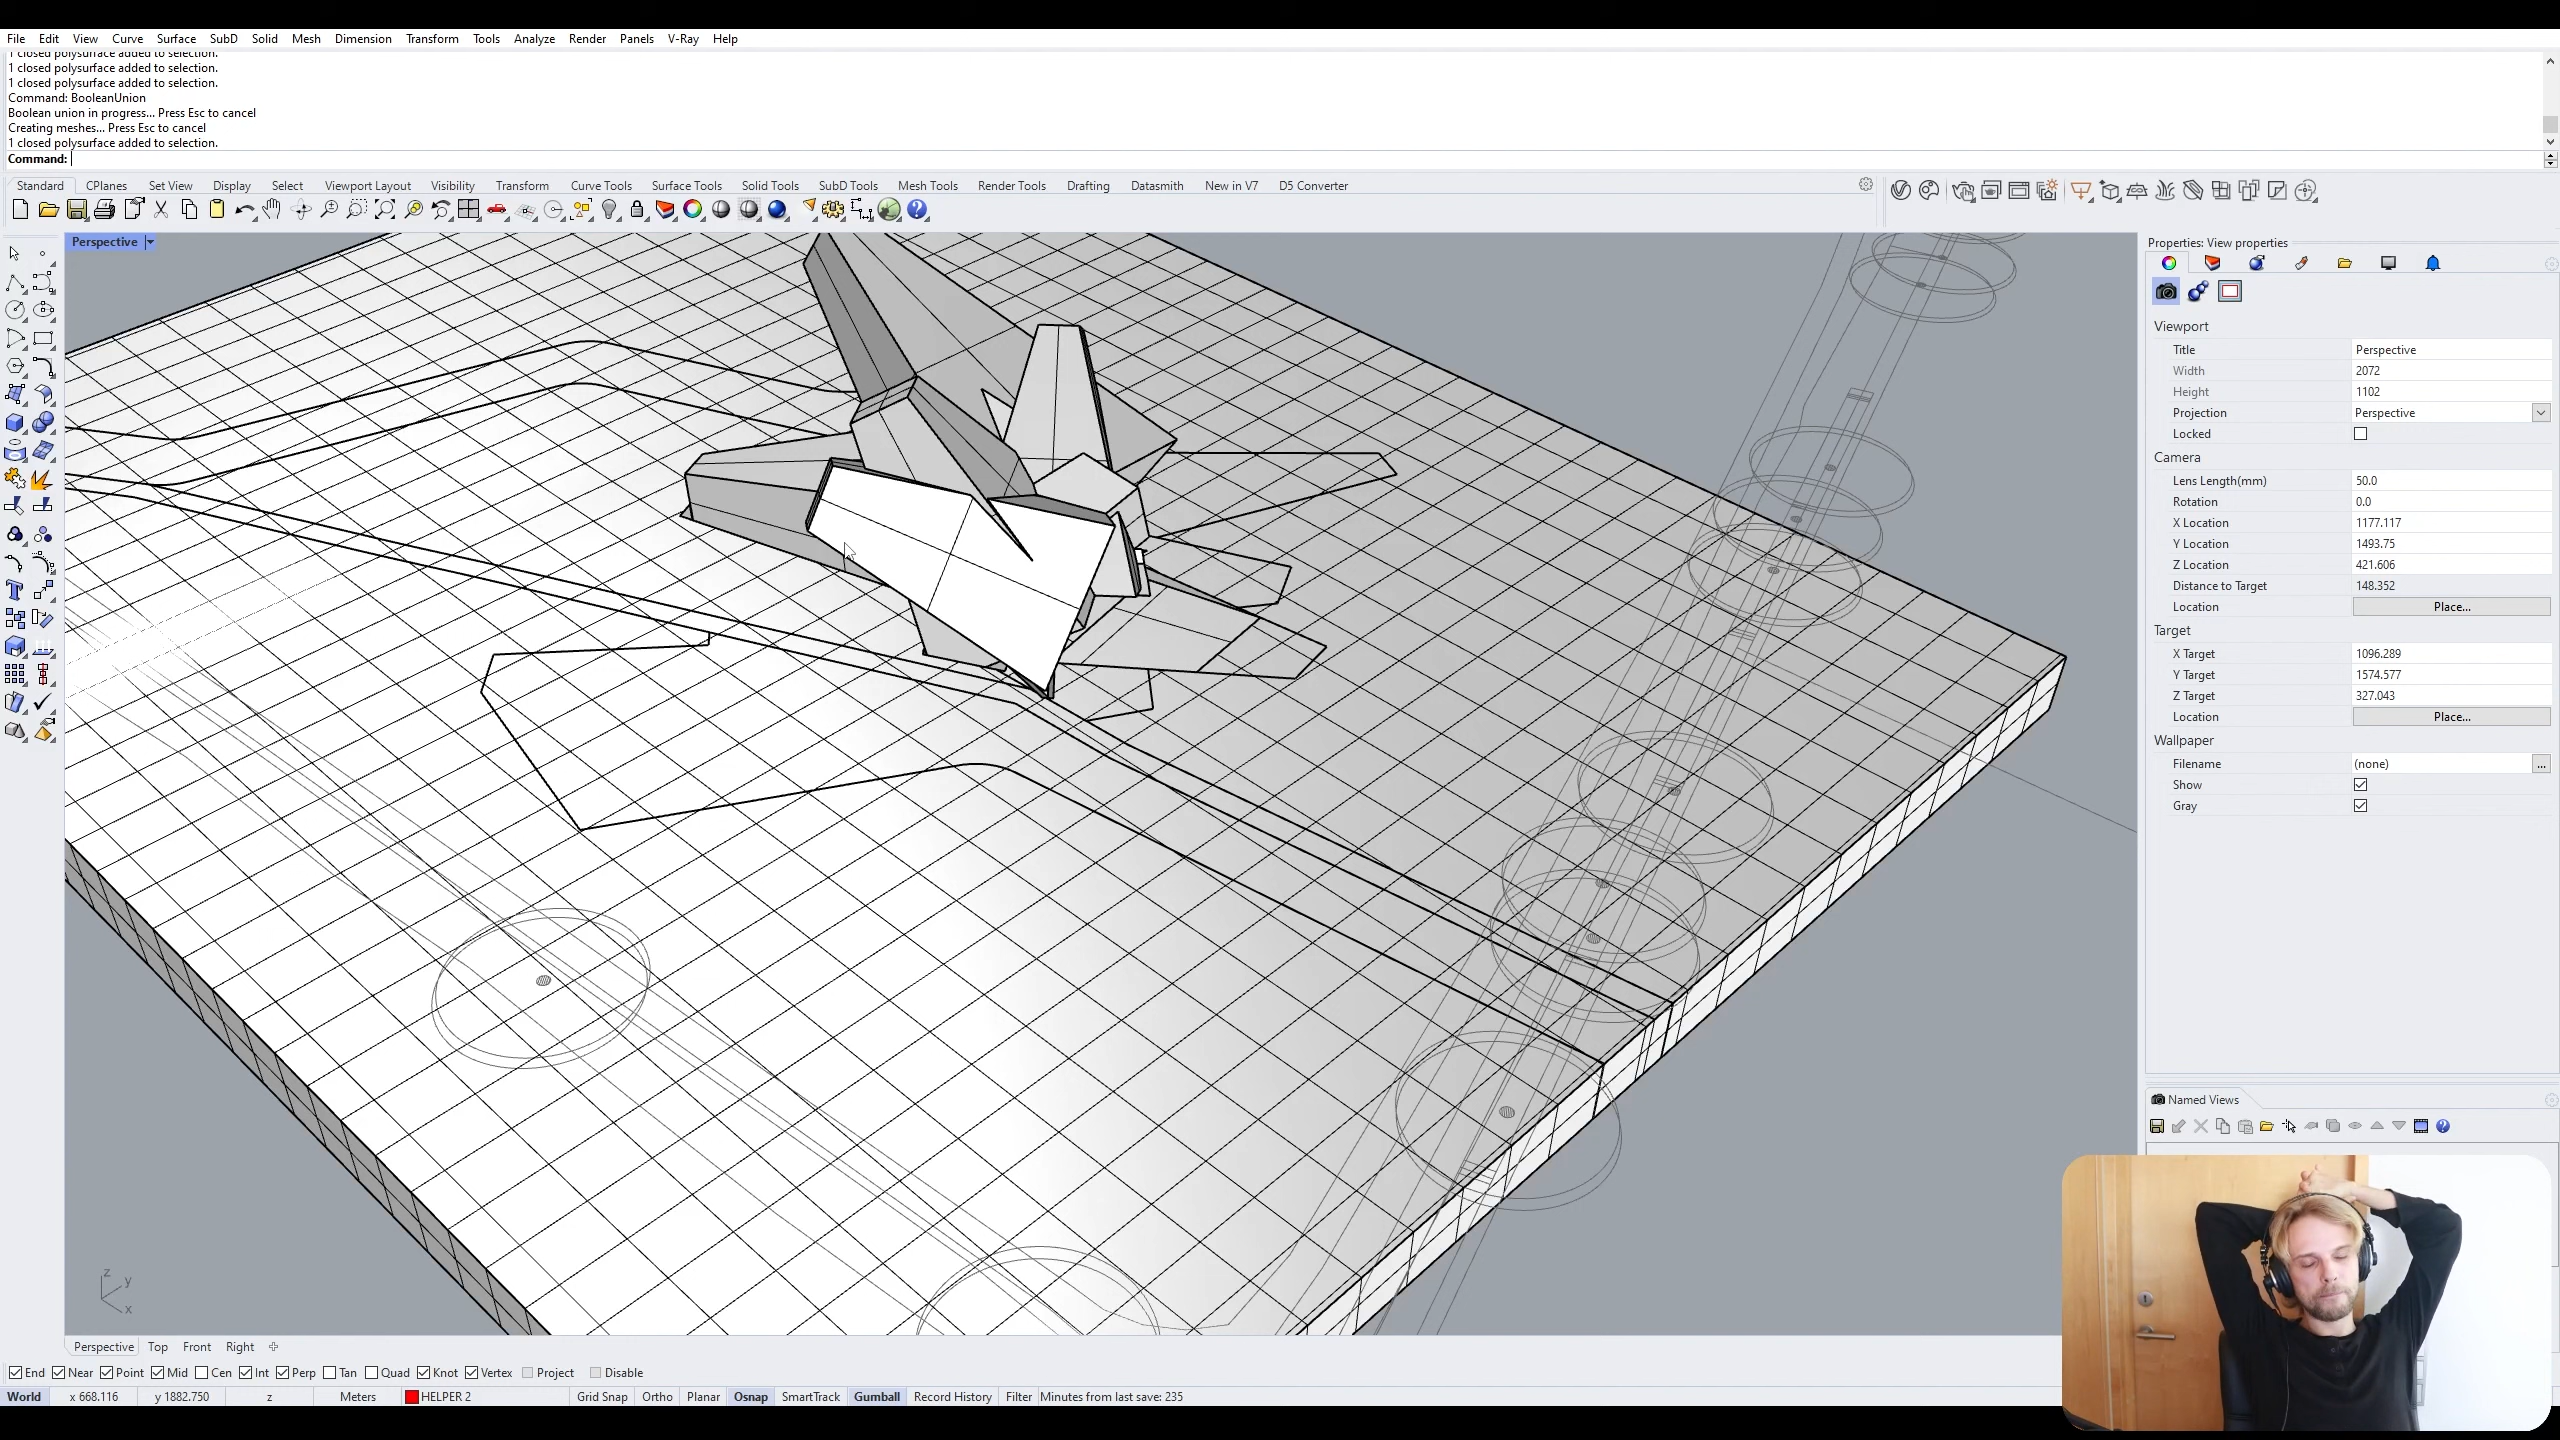 File Edit View Curve Surface SubD Solid Mesh Dimension Transform Tools Analyze Render Panels V-Ray Help
1 closed polysurface added to selection.
1 closed polysurface added to selection.
1 closed polysurface added to selection.
Command: BooleanUnion
Boolean union in progress... Press Esc to cancel
Creating meshes... Press Esc to cancel
1 closed polysurface added to selection.
Command:
Standard CPlanes Set View Display Select Viewport Layout Visibility Transform Curve Tools Surface Tools Solid Tools SubD Tools Mesh Tools Render Tools Drafting Datasmith New in V7 D5 Converter
Perspective
Properties: View properties
Viewport
Title Perspective
Width 2072
Height 1102
Projection Perspective
Locked
Camera
Lens Length(mm) 50.0
Rotation 0.0
X Location 1177.117
Y Location 1493.75
Z Location 421.606
Distance to Target 148.352
Location Place...
Target
X Target 1096.289
Y Target 1574.577
Z Target 327.043
Location Place...
Wallpaper
Filename (none) ...
Show
Gray
Named Views
z
y
x
Perspective Top Front Right
End Near Point Mid Cen Int Perp Tan Quad Knot Vertex Project Disable
World x 668.116 y 1882.750 z Meters HELPER 2 Grid Snap Ortho Planar Osnap SmartTrack Gumball Record History Filter Minutes from last save: 235